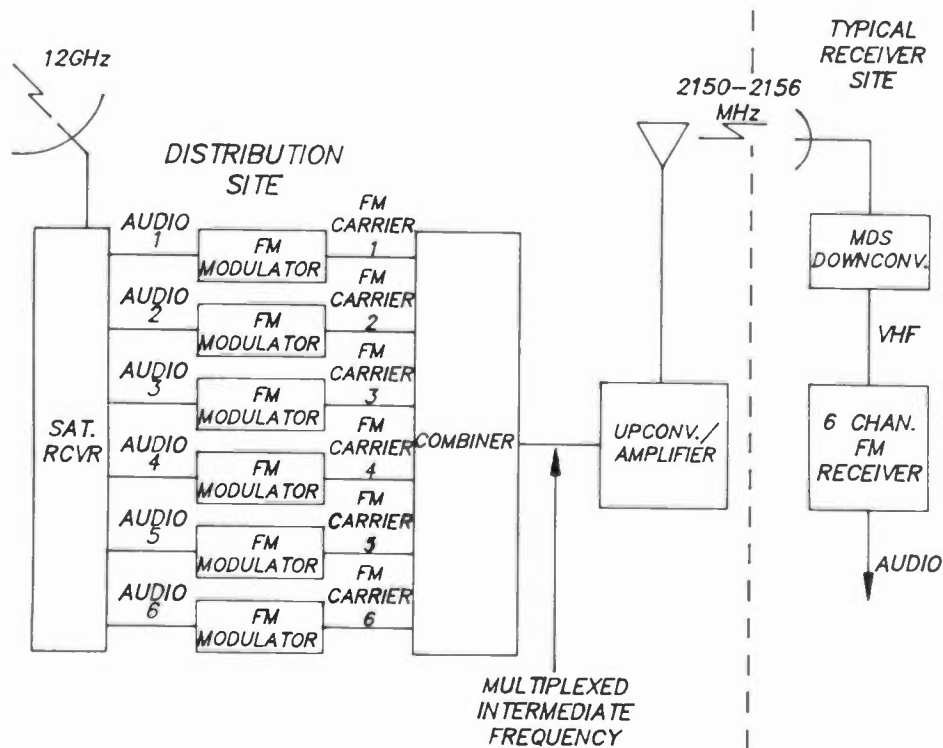 12GHz
DISTRIBUTION
SITE
SAT.
RCVR
AUDIO
1
FM
MODULATOR
FM
CARRIER
1
AUDIO
2
FM
MODULATOR
FM
CARRIER
2
AUDIO
3
FM
MODULATOR
FM
CARRIER
3
AUDIO
4
FM
MODULATOR
FM
CARRIER
4
AUDIO
5
FM
MODULATOR
FM
CARRIER
5
AUDIO
6
FM
MODULATOR
FM
CARRIER
6
COMBINER
MULTIPLEXED
INTERMEDIATE
FREQUENCY
UPCONV./
AMPLIFIER
2150-2156
MHz
TYPICAL
RECEIVER
SITE
MDS
DOWNCONV.
VHF
6 CHAN.
FM
RECEIVER
AUDIO